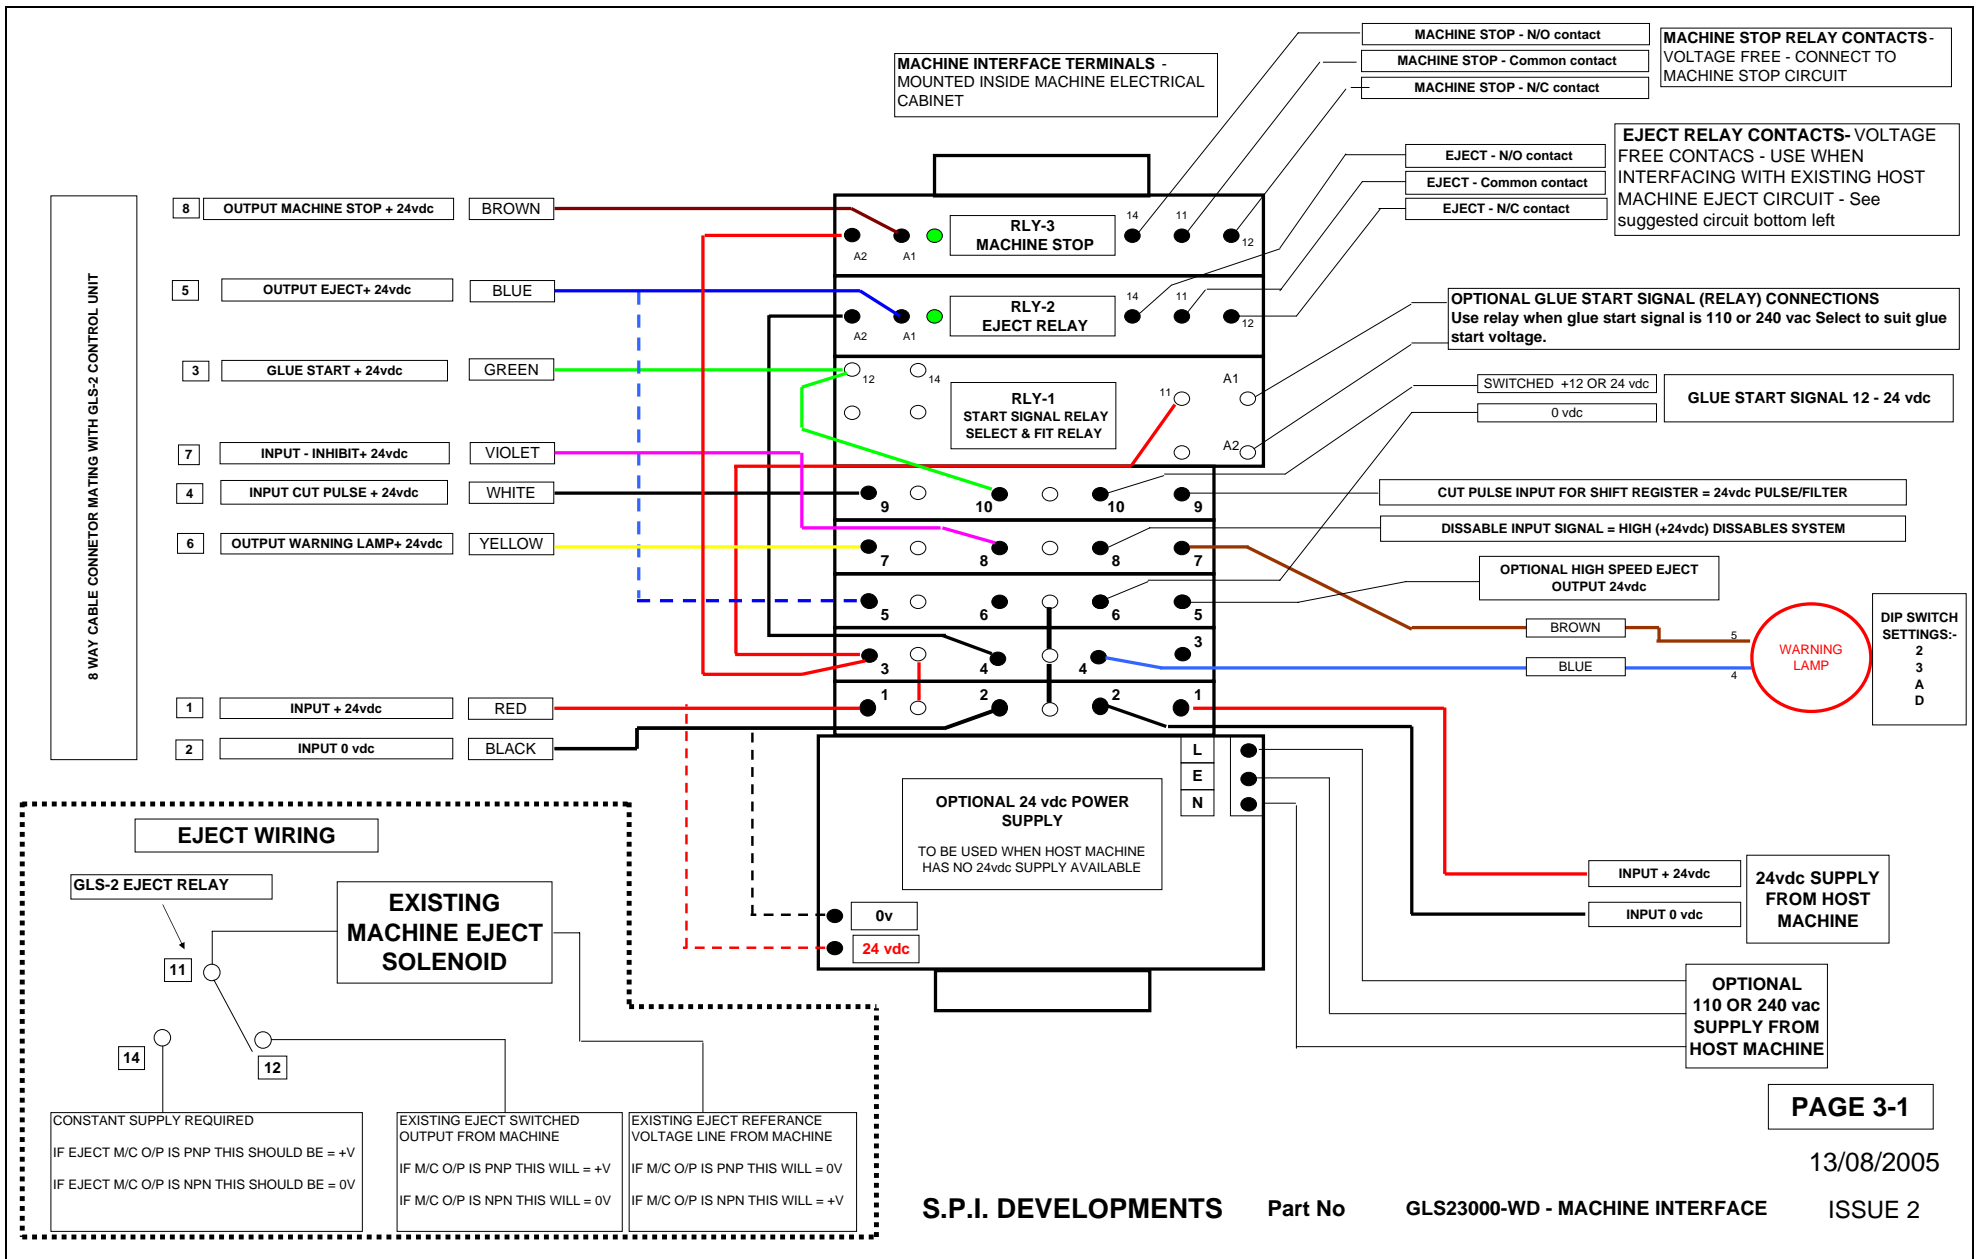 MACHINE INTERFACE TERMINALS -
MOUNTED INSIDE MACHINE ELECTRICAL
CABINET
MACHINE STOP - N/O contact
MACHINE STOP - Common contact
MACHINE STOP - N/C contact
MACHINE STOP RELAY CONTACTS-
VOLTAGE FREE - CONNECT TO
MACHINE STOP CIRCUIT
EJECT - N/O contact
EJECT - Common contact
EJECT - N/C contact
EJECT RELAY CONTACTS- VOLTAGE
FREE CONTACS - USE WHEN
INTERFACING WITH EXISTING HOST
MACHINE EJECT CIRCUIT - See
suggested circuit bottom left
8 WAY CABLE CONNETOR MATING WITH GLS-2 CONTROL UNIT
8 OUTPUT MACHINE STOP + 24vdc BROWN
5 OUTPUT EJECT+ 24vdc BLUE
3 GLUE START + 24vdc GREEN
7 INPUT - INHIBIT+ 24vdc VIOLET
4 INPUT CUT PULSE + 24vdc WHITE
6 OUTPUT WARNING LAMP+ 24vdc YELLOW
1 INPUT + 24vdc RED
2 INPUT 0 vdc BLACK
A2 A1
RLY-3
MACHINE STOP
14 11 12
A2 A1
RLY-2
EJECT RELAY
14 11 12
12 14
RLY-1
START SIGNAL RELAY
SELECT & FIT RELAY
11 A1
A2
9 10 10 9
7 8 8 7
5 6 6 5
3 4 4 3
1 2 2 1
OPTIONAL GLUE START SIGNAL (RELAY) CONNECTIONS
Use relay when glue start signal is 110 or 240 vac Select to suit glue
start voltage.
SWITCHED +12 OR 24 vdc
0 vdc
GLUE START SIGNAL 12 - 24 vdc
CUT PULSE INPUT FOR SHIFT REGISTER = 24vdc PULSE/FILTER
DISSABLE INPUT SIGNAL = HIGH (+24vdc) DISSABLES SYSTEM
OPTIONAL HIGH SPEED EJECT
OUTPUT 24vdc
BROWN
BLUE
5
4
WARNING
LAMP
DIP SWITCH
SETTINGS:-
2
3
A
D
L
E
N
OPTIONAL 24 vdc POWER
SUPPLY
TO BE USED WHEN HOST MACHINE
HAS NO 24vdc SUPPLY AVAILABLE
0v
24 vdc
INPUT + 24vdc
INPUT 0 vdc
24vdc SUPPLY
FROM HOST
MACHINE
OPTIONAL
110 OR 240 vac
SUPPLY FROM
HOST MACHINE
EJECT WIRING
GLS-2 EJECT RELAY
EXISTING
MACHINE EJECT
SOLENOID
11
14
12
CONSTANT SUPPLY REQUIRED
IF EJECT M/C O/P IS PNP THIS SHOULD BE = +V
IF EJECT M/C O/P IS NPN THIS SHOULD BE = 0V
EXISTING EJECT SWITCHED
OUTPUT FROM MACHINE
IF M/C O/P IS PNP THIS WILL = +V
IF M/C O/P IS NPN THIS WILL = 0V
EXISTING EJECT REFERANCE
VOLTAGE LINE FROM MACHINE
IF M/C O/P IS PNP THIS WILL = 0V
IF M/C O/P IS NPN THIS WILL = +V
PAGE 3-1
13/08/2005
S.P.I. DEVELOPMENTS Part No GLS23000-WD - MACHINE INTERFACE ISSUE 2